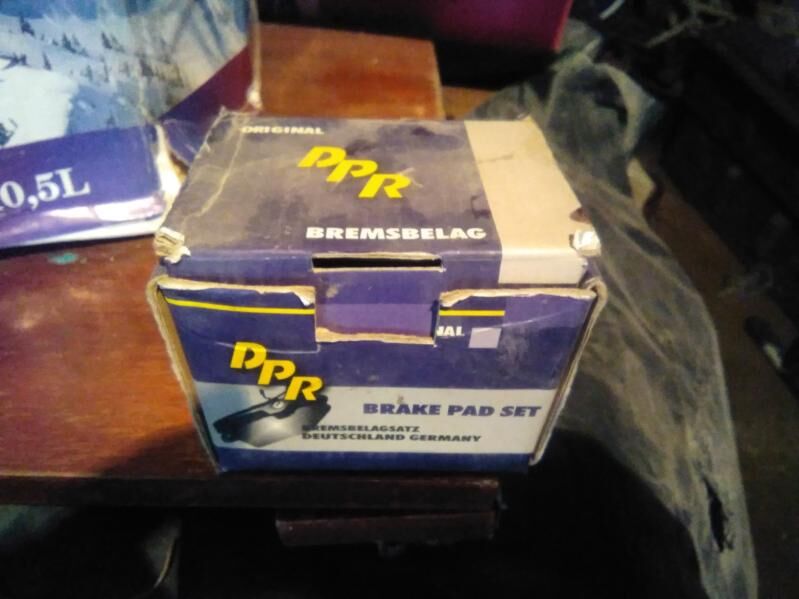 0,5L
ORIGINAL
DPR
BREMSBELAG
NAL
DPR
BRAKE PAD SET
BREMSBELAGSATZ
DEUTSCHLAND GERMANY